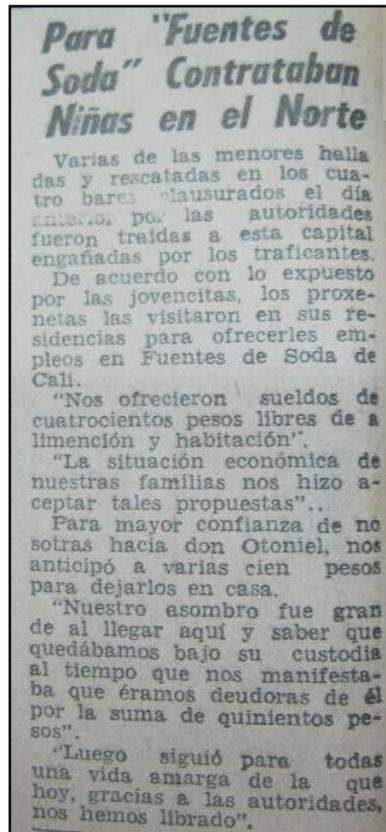 Para "Fuentes de
Soda" Contrataban
Niñas en el Norte
Varias de las menores halla
das y rescatadas en los cua-
tro bares clausurados el día
anterior por las autoridades
fueron traídas a esta capital
engañadas por los traficantes.
De acuerdo con lo expuesto
por las jovencitas, los proxe-
netas las visitaron en sus re-
sidencias para ofrecerles em-
pleos en Fuentes de Soda de
Cali.
"Nos ofrecieron sueldos de
cuatrocientos pesos libres de a
limención y habitación".
"La situación económica de
nuestras familias nos hizo a-
ceptar tales propuestas"..
Para mayor confianza de no
sotras hacia don Otoniel, nos
anticipó a varias cien pesos
para dejarlos en casa.
"Nuestro asombro fue gran
de al llegar aquí y saber que
quedábamos bajo su custodia
al tiempo que nos manifesta-
ba que éramos deudoras de él
por la suma de quinientos pe-
sos".
"Luego siguió para todas
una vida amarga de la que
hoy, gracias a las autoridades,
nos hemos librado".